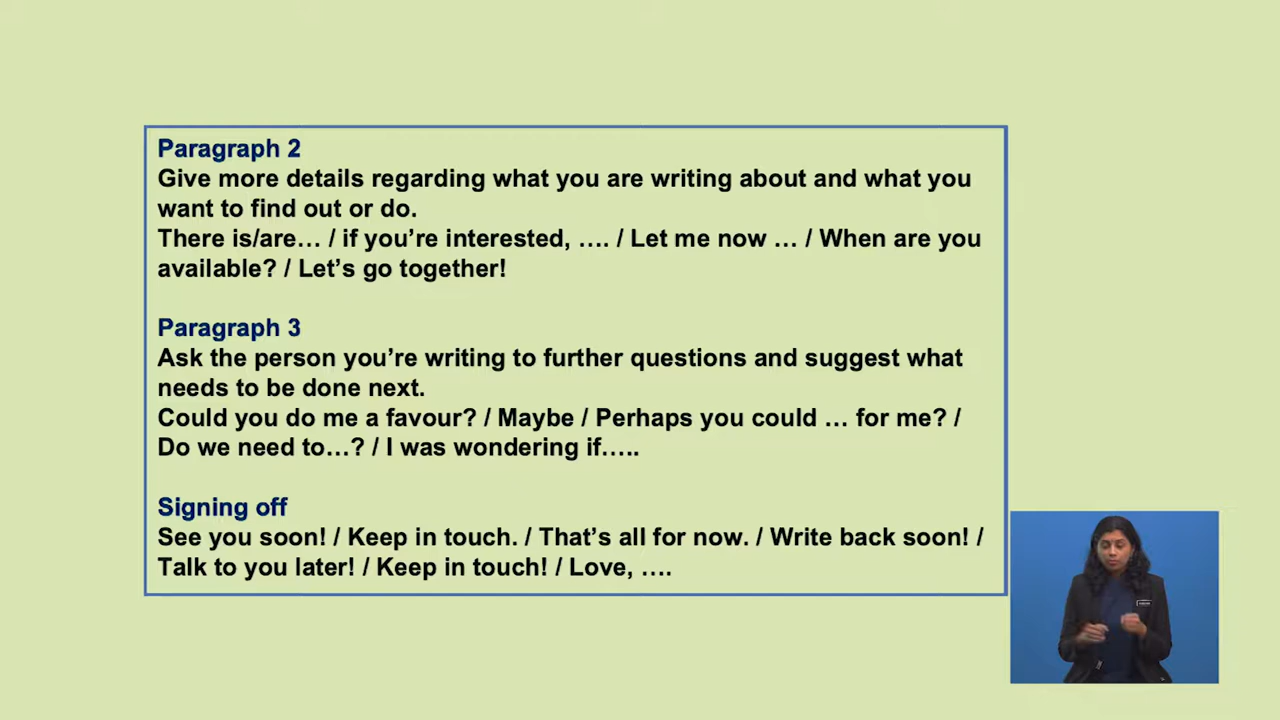 Paragraph 2
Give more details regarding what you are writing about and what you
want to find out or do.
There is/are… / if you’re interested, …. / Let me now … / When are you
available? / Let’s go together!
Paragraph 3
Ask the person you’re writing to further questions and suggest what
needs to be done next.
Could you do me a favour? / Maybe / Perhaps you could … for me? /
Do we need to…? / I was wondering if…..
Signing off
See you soon! / Keep in touch. / That’s all for now. / Write back soon! /
Talk to you later! / Keep in touch! / Love, ….